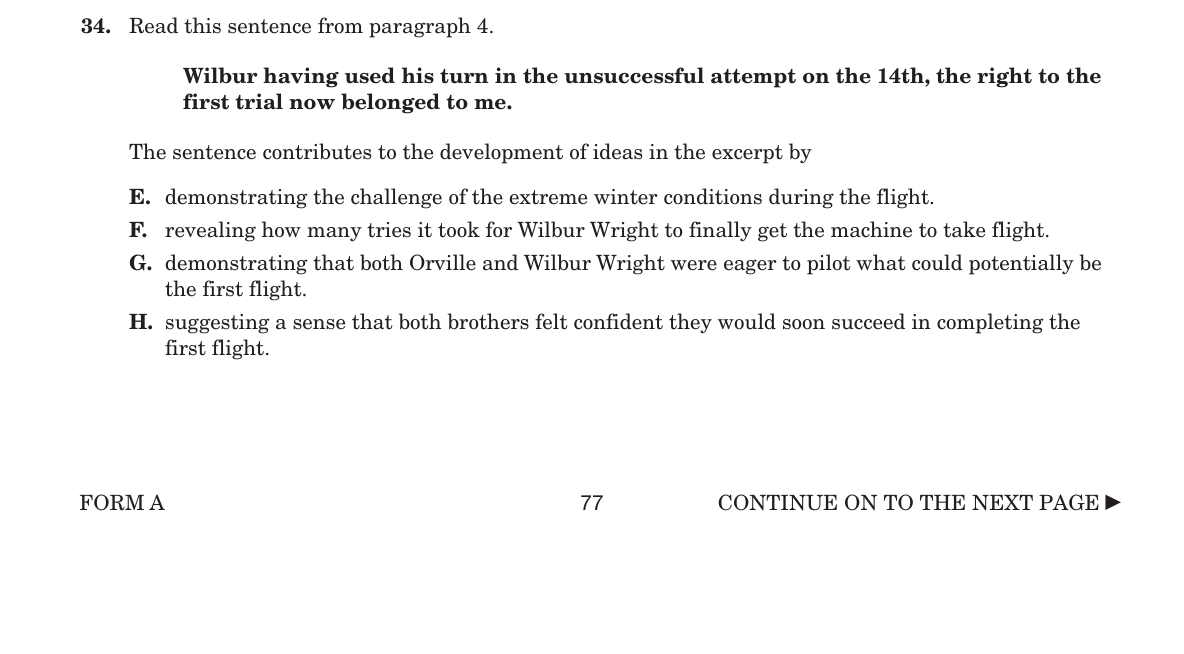 34. Read this sentence from paragraph 4.
Wilbur having used his turn in the unsuccessful attempt on the 14th, the right to the
first trial now belonged to me.
The sentence contributes to the development of ideas in the excerpt by
E. demonstrating the challenge of the extreme winter conditions during the flight.
F. revealing how many tries it took for Wilbur Wright to finally get the machine to take flight.
G. demonstrating that both Orville and Wilbur Wright were eager to pilot what could potentially be
the first flight.
H. suggesting a sense that both brothers felt confident they would soon succeed in completing the
first flight.
FORM A 77 CONTINUE ON TO THE NEXT PAGE ►